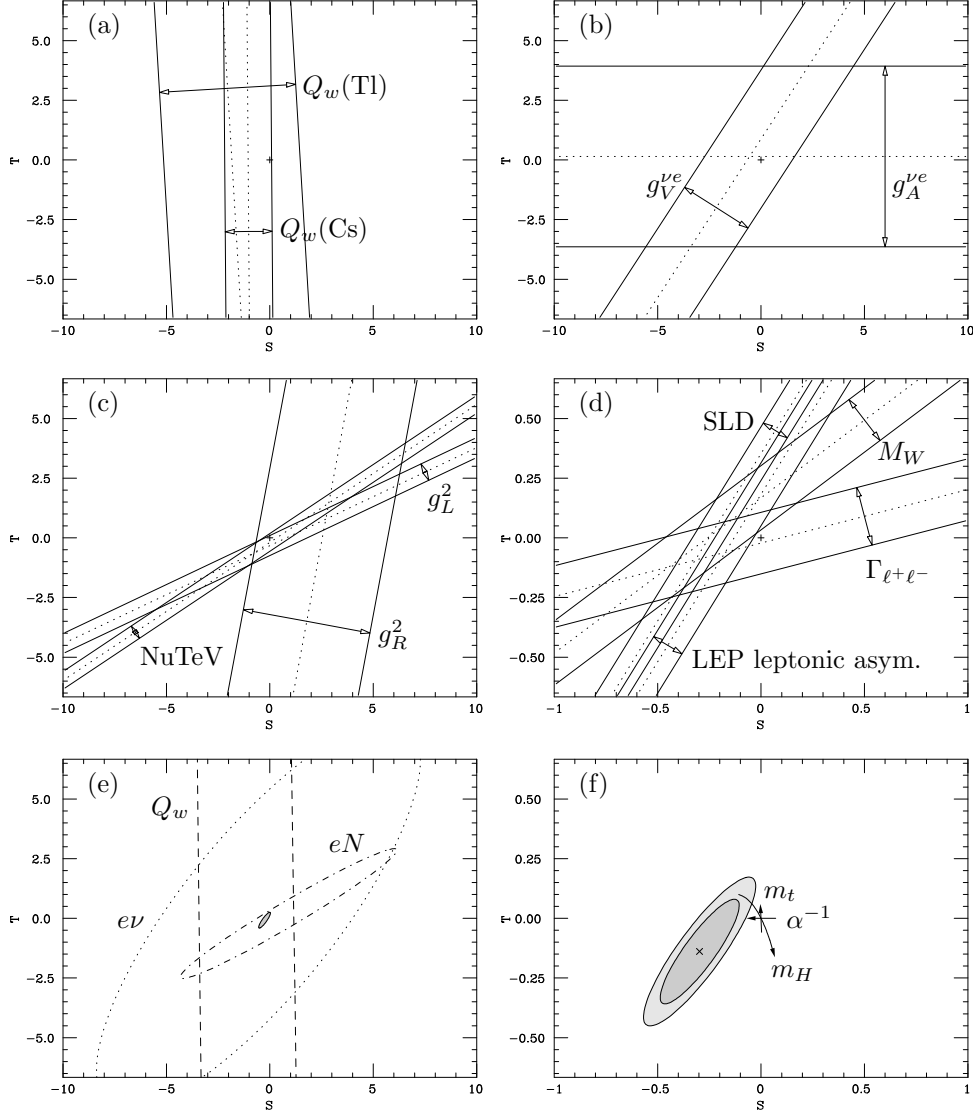 (a)
5.0
2.5
0.0
−2.5
−5.0
T
Q_w(Tl)
Q_w(Cs)
−10 −5 0 5 10
S
(b)
5.0
2.5
0.0
−2.5
−5.0
T
g_V^{νe}
g_A^{νe}
−10 −5 0 5 10
S
(c)
5.0
2.5
0.0
−2.5
−5.0
T
g_L^2
NuTeV
g_R^2
−10 −5 0 5 10
S
(d)
0.50
0.25
0.00
−0.25
−0.50
T
SLD
M_W
Γ_{ℓ+ℓ−}
LEP leptonic asym.
−1 −0.5 0 0.5 1
S
(e)
5.00
2.5
0.00
−2.5
−5.0
T
Q_w
eN
eν
−10 −5 0 5 10
S
(f)
0.50
0.25
0.00
−0.25
−0.50
T
m_t
α^{−1}
m_H
−1 −0.5 0 0.5 1
S